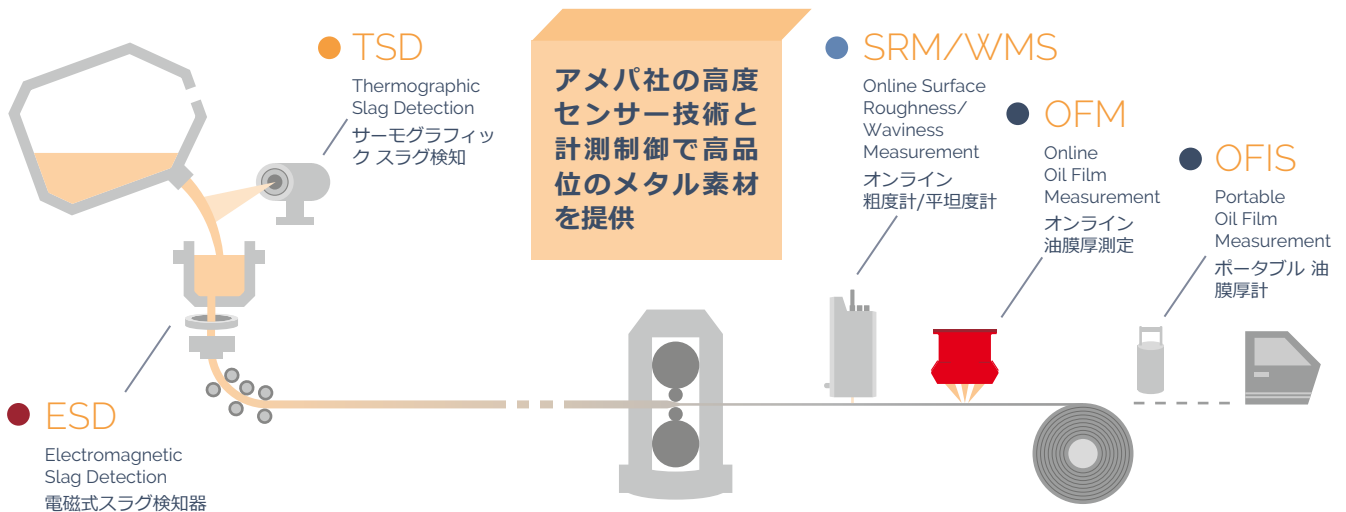 TSD
Thermographic
Slag Detection
サーモグラフィッ
ク スラグ検知
アメパ社の高度
センサー技術と
計測制御で高品
位のメタル素材
を提供
SRM/WMS
Online Surface
Roughness/
Waviness
Measurement
オンライン
粗度計/平坦度計
OFM
Online
Oil Film
Measurement
オンライン
油膜厚測定
OFIS
Portable
Oil Film
Measurement
ポータブル 油
膜厚計
ESD
Electromagnetic
Slag Detection
電磁式スラグ検知器